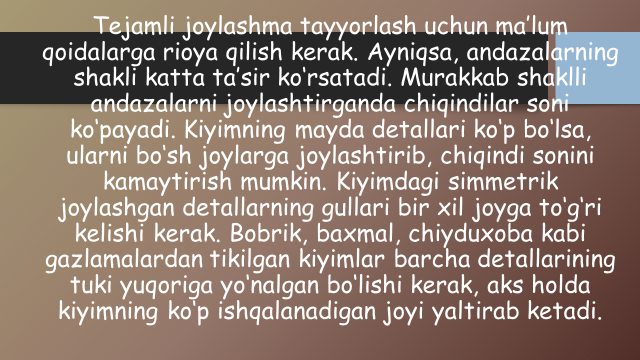 Tejamli joylashma tayyorlash uchun ma’lum
qoidalarga rioya qilish kerak. Ayniqsa, andazalarning
shakli katta ta’sir ko‘rsatadi. Murakkab shaklli
andazalarni joylashtirganda chiqindilar soni
ko‘payadi. Kiyimning mayda detallari ko‘p bo‘lsa,
ularni bo‘sh joylarga joylashtirib, chiqindi sonini
kamaytirish mumkin. Kiyimdagi simmetrik
joylashgan detallarning gullari bir xil joyga to‘g‘ri
kelishi kerak. Bobrik, baxmal, chiyduxoba kabi
gazlamalardan tikilgan kiyimlar barcha detallarining
tuki yuqoriga yo‘nalgan bo‘lishi kerak, aks holda
kiyimning ko‘p ishqalanadigan joyi yaltirab ketadi.